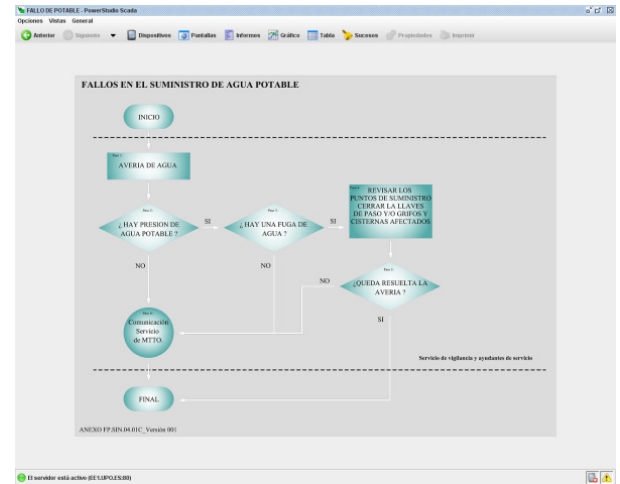 FALLO DE POTABLE - PowerStudio Scada
Opciones Vistas General
Anterior Siguiente Dispositivos Pantallas Informes Gráfico Tabla Sucesos Propiedades Imprimir
FALLOS EN EL SUMINISTRO DE AGUA POTABLE
INICIO
AVERIA DE AGUA
¿ HAY PRESION DE
AGUA POTABLE ?
SI
¿ HAY UNA FUGA DE
AGUA ?
SI
REVISAR LOS
PUNTOS DE SUMINISTRO
CERRAR LA LLAVES
DE PASO Y/O GRIFOS Y
CISTERNAS AFECTADOS
NO
NO
NO
¿QUEDA RESUELTA LA
AVERIA ?
SI
Comunicación
Servicio
de MTTO.
Servicio de vigilancia y ayudantes de servicio
FINAL
ANEXO FP.SIN.04.01C_Versión 001
El servidor está activo (EE1.UPO.ES:80)